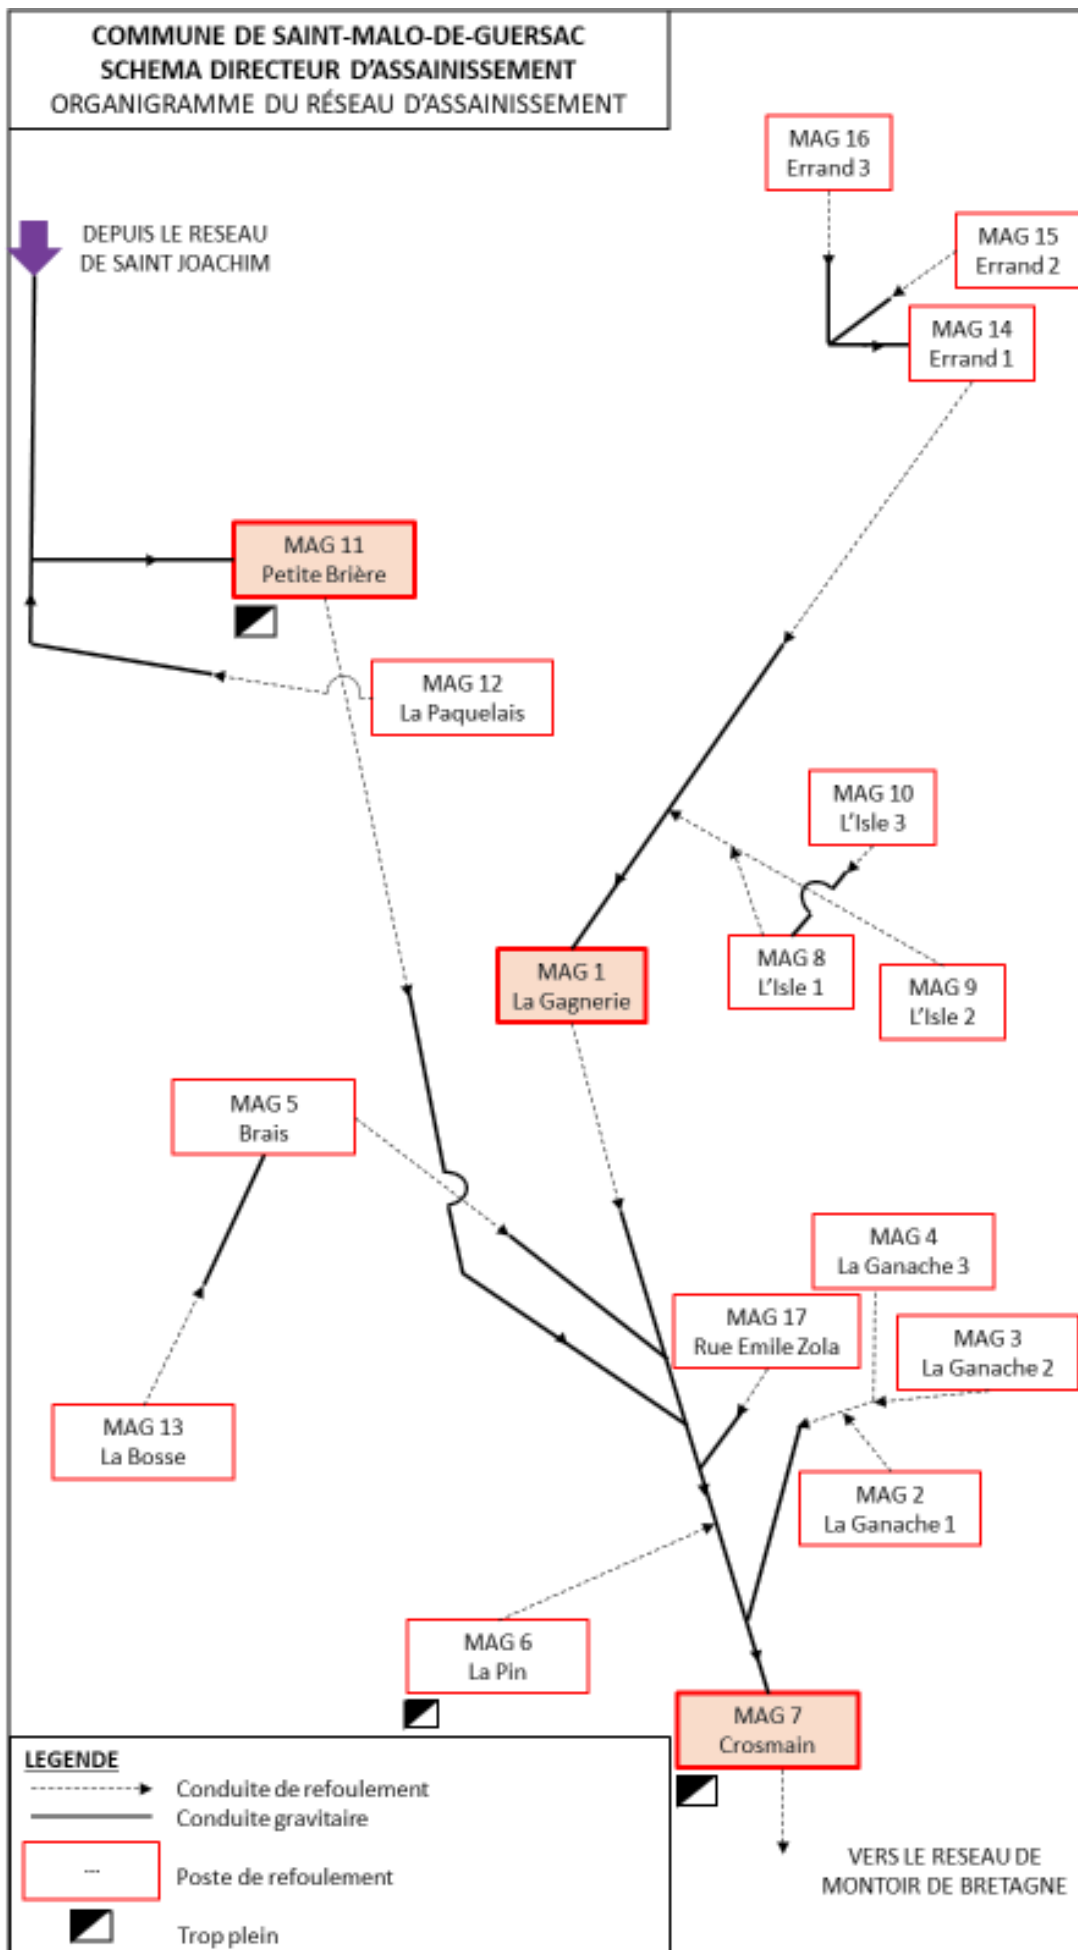 COMMUNE DE SAINT-MALO-DE-GUERSAC
SCHEMA DIRECTEUR D'ASSAINISSEMENT
ORGANIGRAMME DU RÉSEAU D'ASSAINISSEMENT
MAG 16
Errand 3
DEPUIS LE RESEAU
DE SAINT JOACHIM
MAG 15
Errand 2
MAG 14
Errand 1
MAG 11
Petite Brière
MAG 12
La Paquelais
MAG 10
L'Isle 3
MAG 8
L'Isle 1
MAG 1
La Gagnerie
MAG 9
L'Isle 2
MAG 5
Brais
MAG 4
La Ganache 3
MAG 17
Rue Emile Zola
MAG 3
La Ganache 2
MAG 13
La Bosse
MAG 2
La Ganache 1
MAG 6
La Pin
MAG 7
Crosmain
LEGENDE
Conduite de refoulement
Conduite gravitaire
---
Poste de refoulement
Trop plein
VERS LE RESEAU DE
MONTOIR DE BRETAGNE